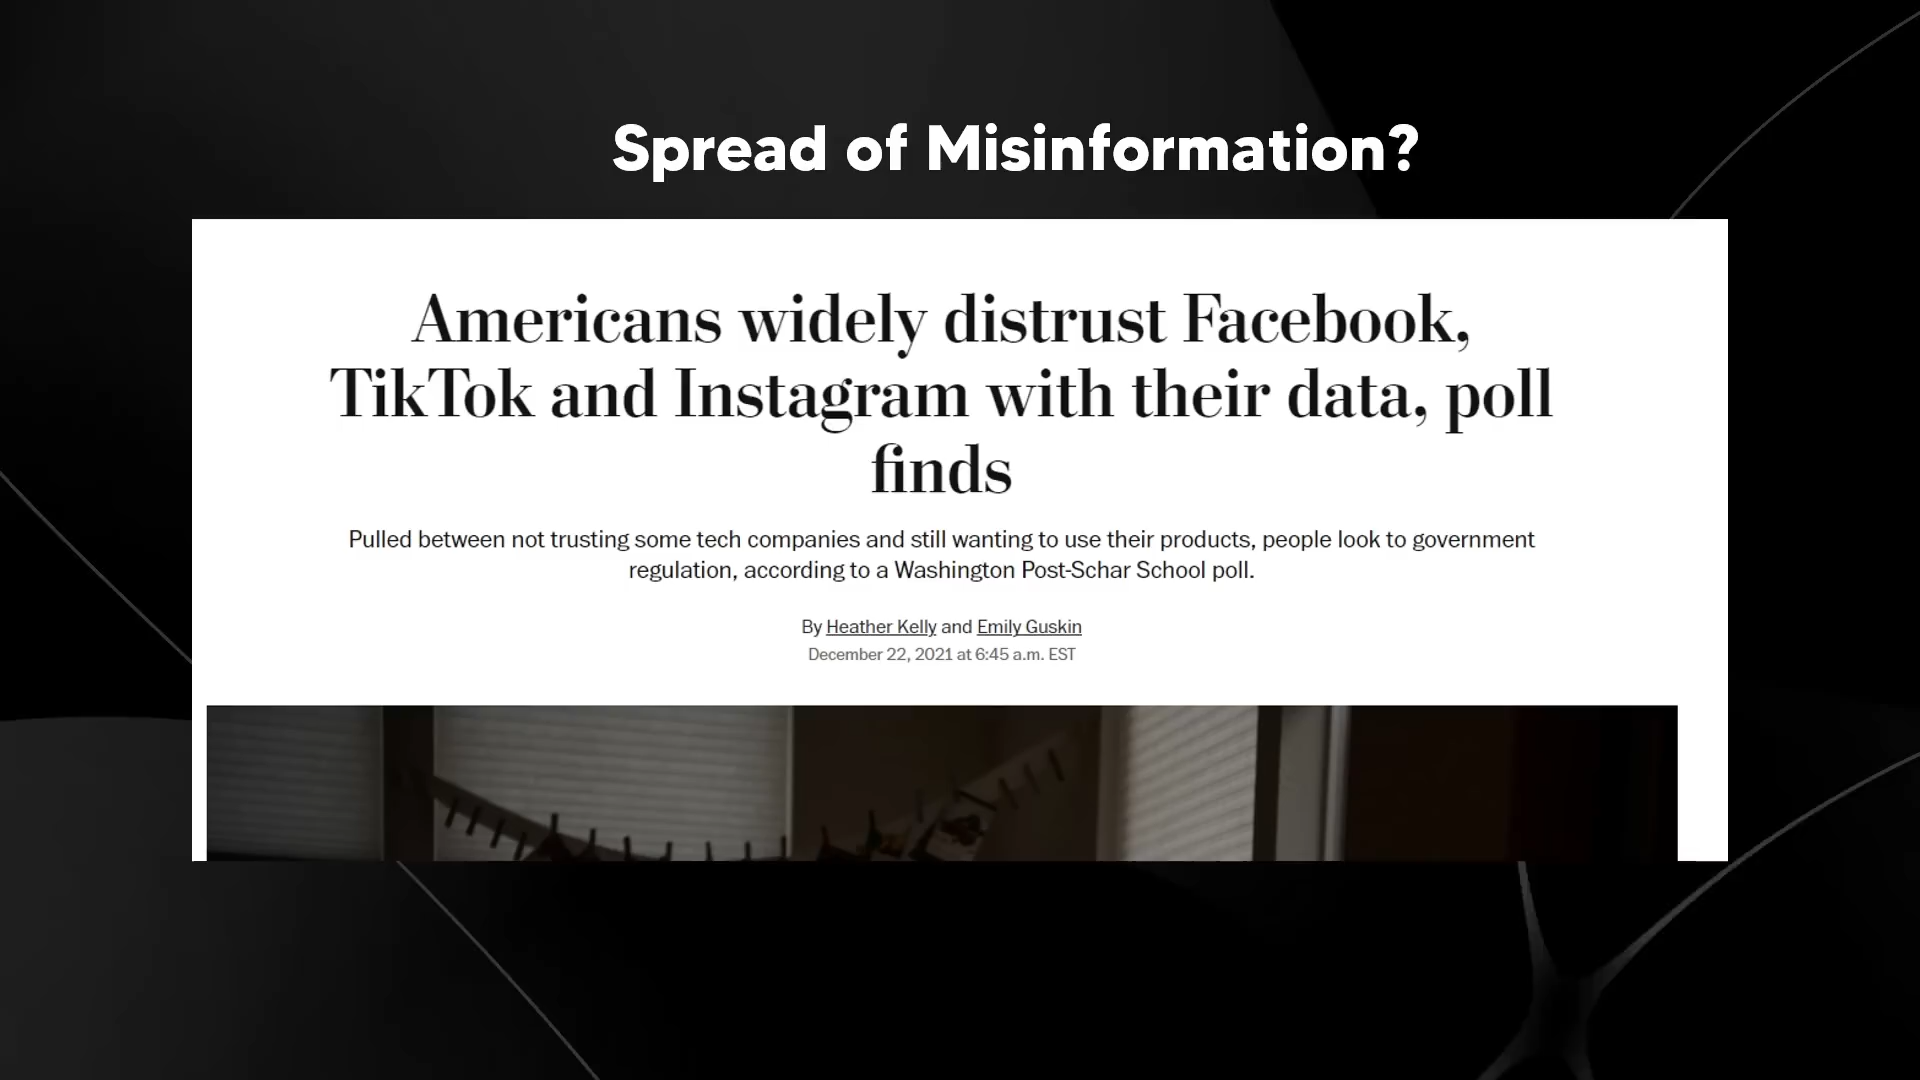 Spread of Misinformation?
Americans widely distrust Facebook,
TikTok and Instagram with their data, poll
finds
Pulled between not trusting some tech companies and still wanting to use their products, people look to government
regulation, according to a Washington Post-Schar School poll.
By Heather Kelly and Emily Guskin
December 22, 2021 at 6:45 a.m. EST